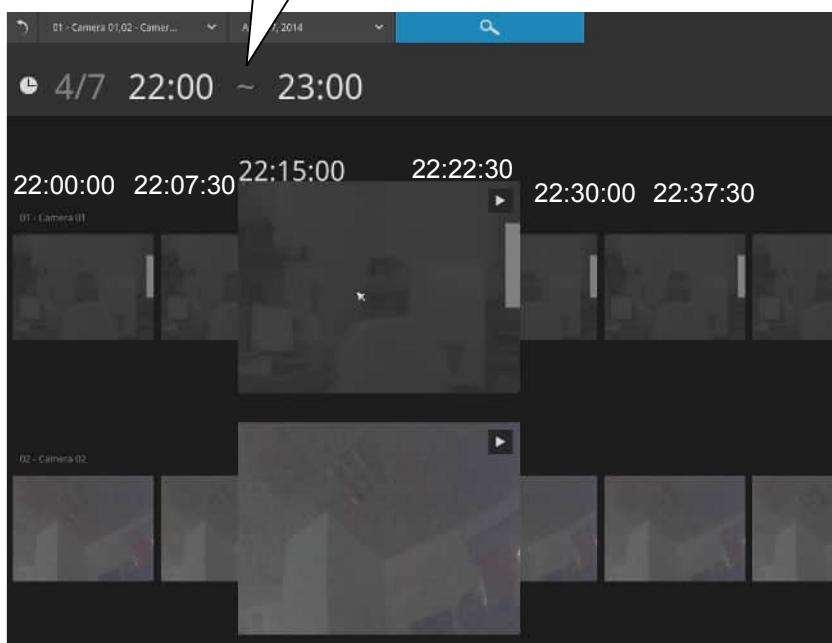 01 - Camera 01,02 - Camer... 7, 2014
4/7 22:00 ~ 23:00
22:00:00 22:07:30 22:15:00 22:22:30 22:30:00 22:37:30
01 - Camera 01
02 - Camera 02